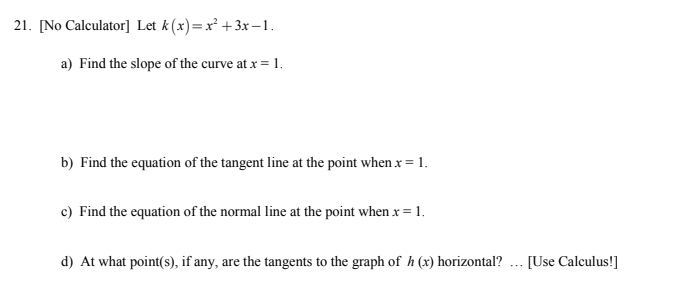 21. [No Calculator] Let k(x)=x²+3x−1.
a) Find the slope of the curve at x = 1.
b) Find the equation of the tangent line at the point when x = 1.
c) Find the equation of the normal line at the point when x = 1.
d) At what point(s), if any, are the tangents to the graph of h (x) horizontal? … [Use Calculus!]